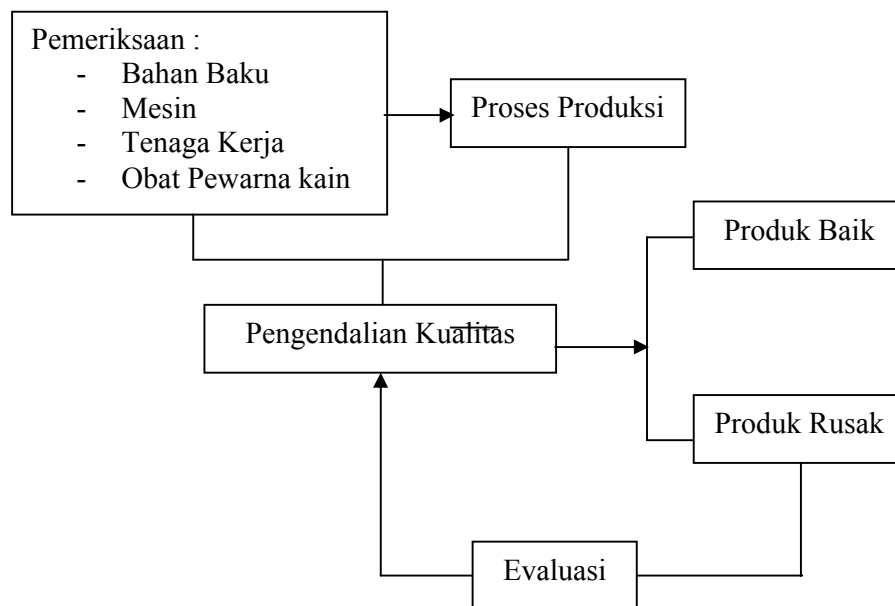 Pemeriksaan :
- Bahan Baku
- Mesin
- Tenaga Kerja
- Obat Pewarna kain
Proses Produksi
Produk Baik
Pengendalian Kualitas
Produk Rusak
Evaluasi